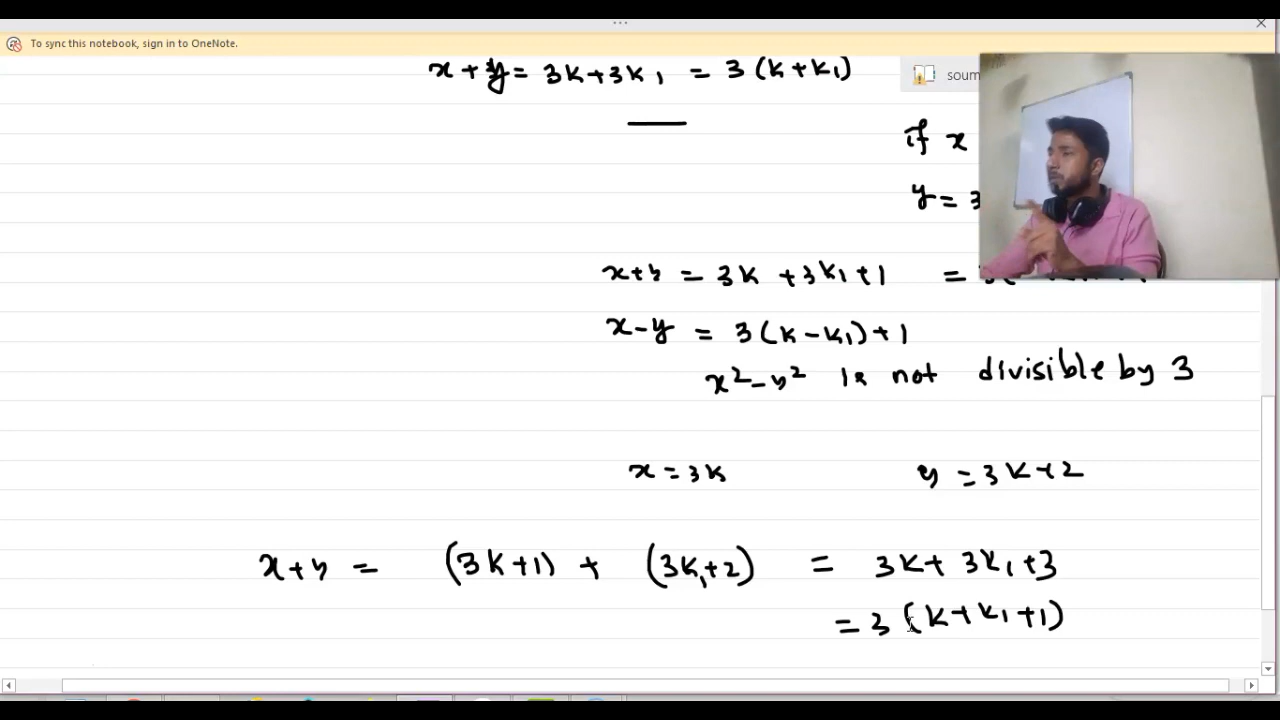 To sync this notebook, sign in to OneNote.
x + y = 3k + 3k₁ = 3 (k + k₁)
soum
if x
y = 3
x + y = 3k + 3k₁ + 1 =
x - y = 3(k - k₁) + 1
x² - y² is not divisible by 3
x = 3k y = 3k + 2
x + y = (3k + 1) + (3k₁ + 2) = 3k + 3k₁ + 3
= 3 (k + k₁ + 1)